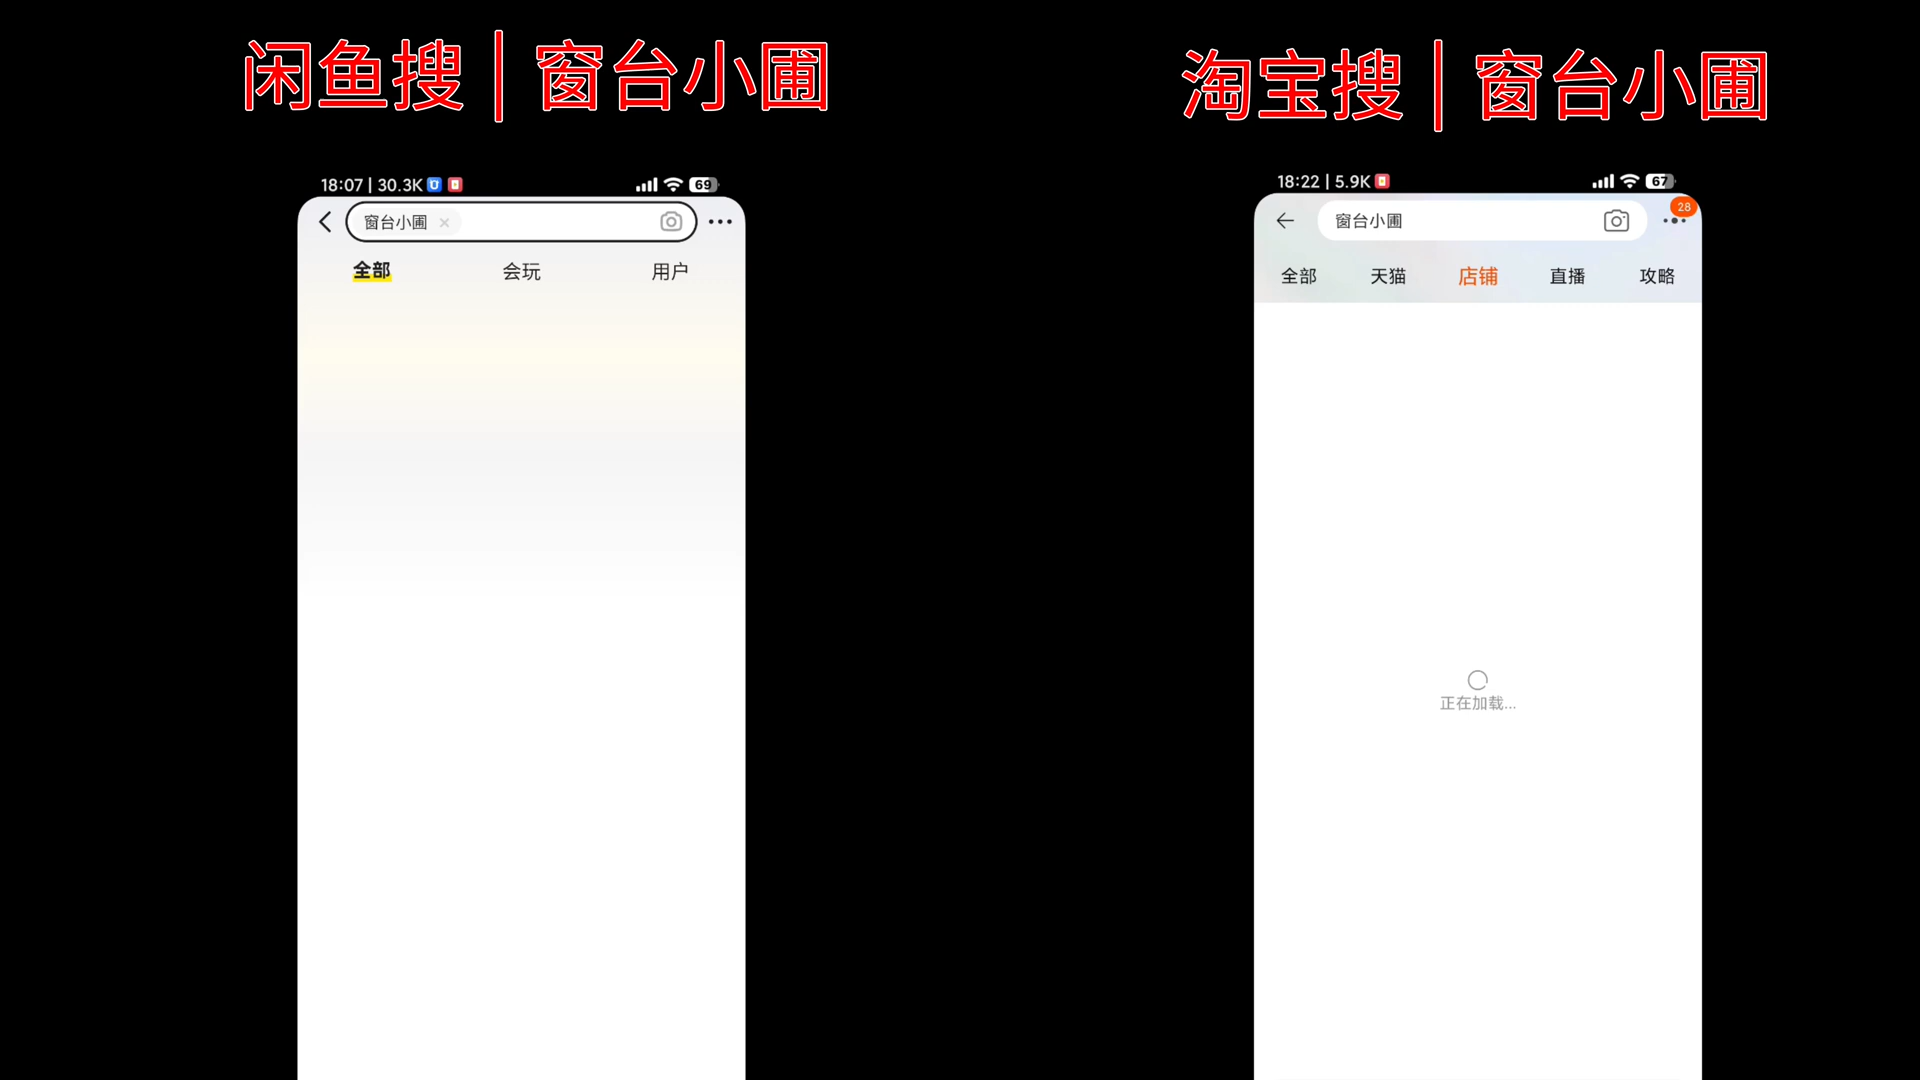 闲鱼搜 | 窗台小圃
淘宝搜 | 窗台小圃
18:07 | 30.3K
69
窗台小圃
全部
会玩
用户
18:22 | 5.9K
67
窗台小圃
28
全部
天猫
店铺
直播
攻略
正在加载...